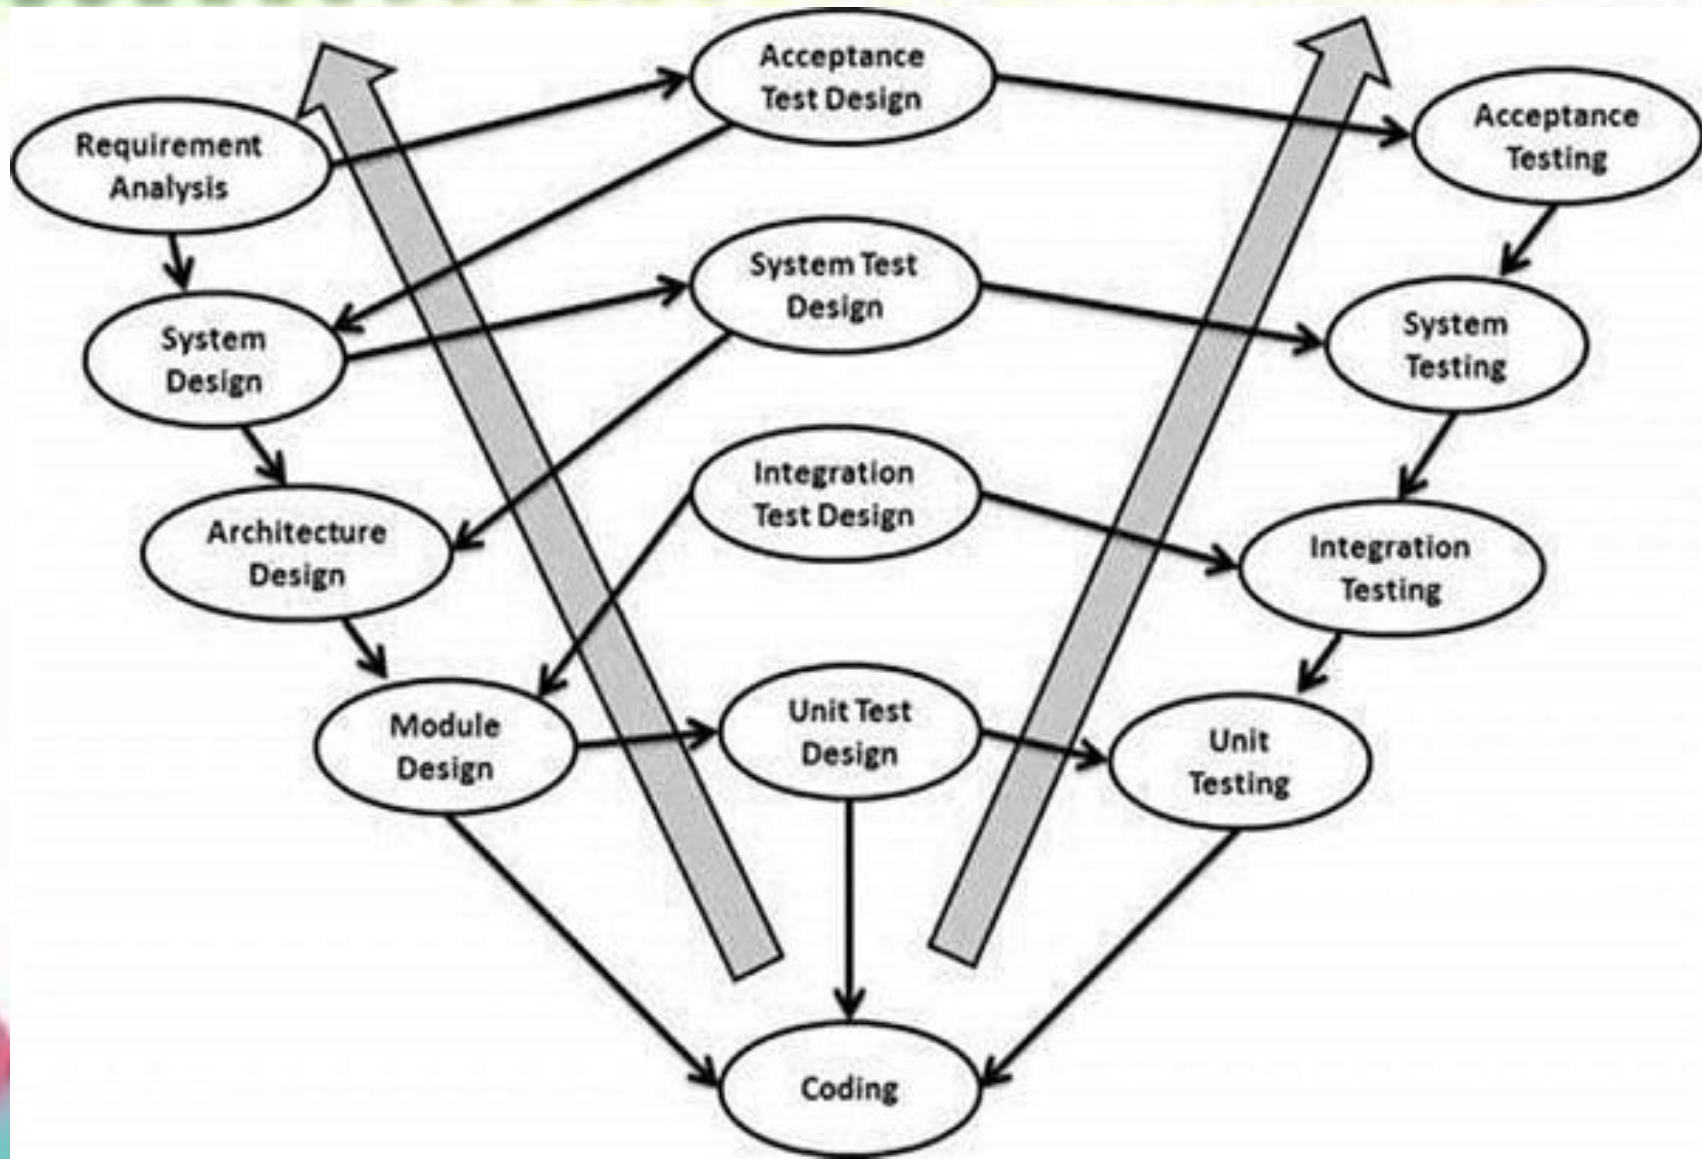 Acceptance
Test Design
Requirement
Analysis
Acceptance
Testing
System Test
Design
System
Design
System
Testing
Integration
Test Design
Architecture
Design
Integration
Testing
Module
Design
Unit Test
Design
Unit
Testing
Coding